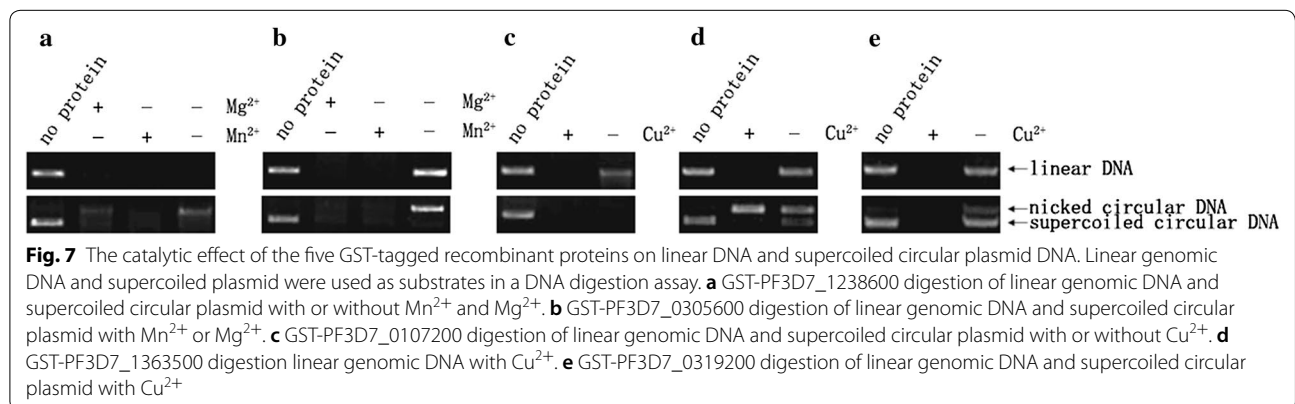 a b c d e
no protein + − − Mg²⁺ no protein + − − Mg²⁺ no protein no protein no protein
− + − Mn²⁺ − + − Mn²⁺ + − Cu²⁺ + − Cu²⁺ + − Cu²⁺
←linear DNA
←nicked circular DNA
←supercoiled circular DNA
Fig. 7 The catalytic effect of the five GST-tagged recombinant proteins on linear DNA and supercoiled circular plasmid DNA. Linear genomic
DNA and supercoiled plasmid were used as substrates in a DNA digestion assay. a GST-PF3D7_1238600 digestion of linear genomic DNA and
supercoiled circular plasmid with or without Mn²⁺ and Mg²⁺. b GST-PF3D7_0305600 digestion of linear genomic DNA and supercoiled circular
plasmid with Mn²⁺ or Mg²⁺. c GST-PF3D7_0107200 digestion of linear genomic DNA and supercoiled circular plasmid with or without Cu²⁺. d
GST-PF3D7_1363500 digestion linear genomic DNA with Cu²⁺. e GST-PF3D7_0319200 digestion of linear genomic DNA and supercoiled circular
plasmid with Cu²⁺